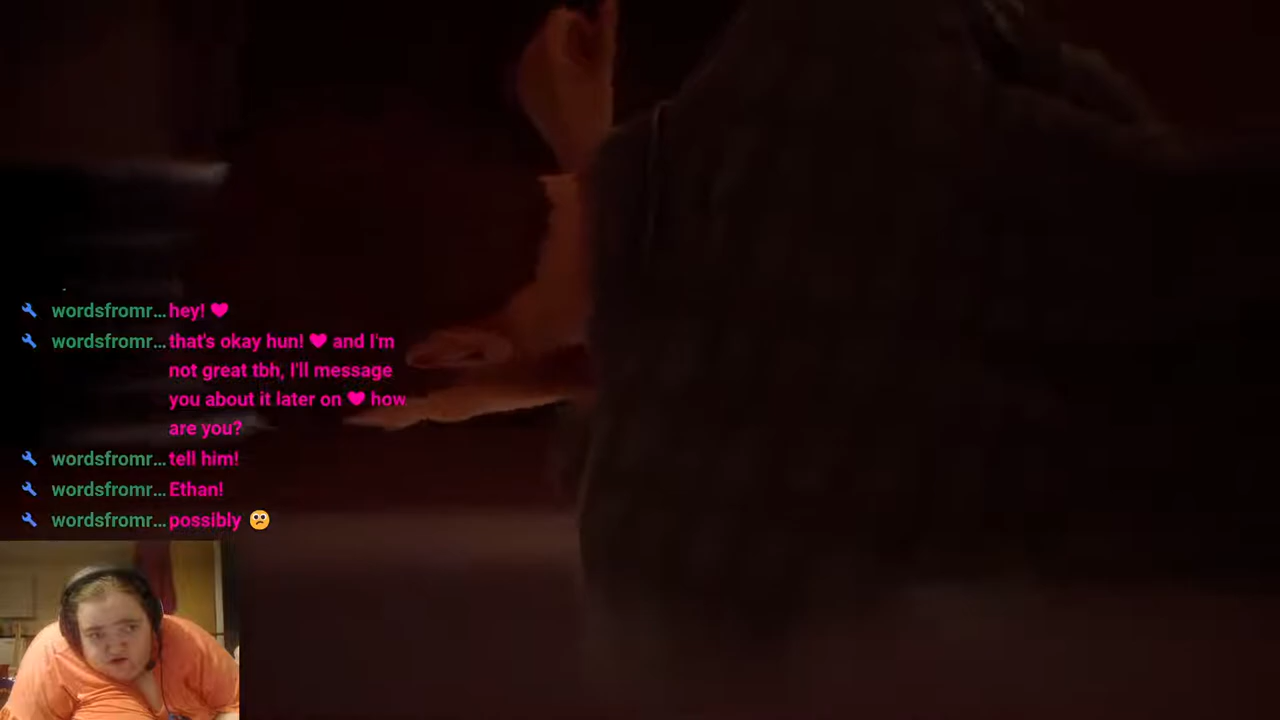 wordsfromr... hey! ❤
wordsfromr... that's okay hun! ❤ and I'm
not great tbh, I'll message
you about it later on ❤ how
are you?
wordsfromr... tell him!
wordsfromr... Ethan!
wordsfromr... possibly 🥺